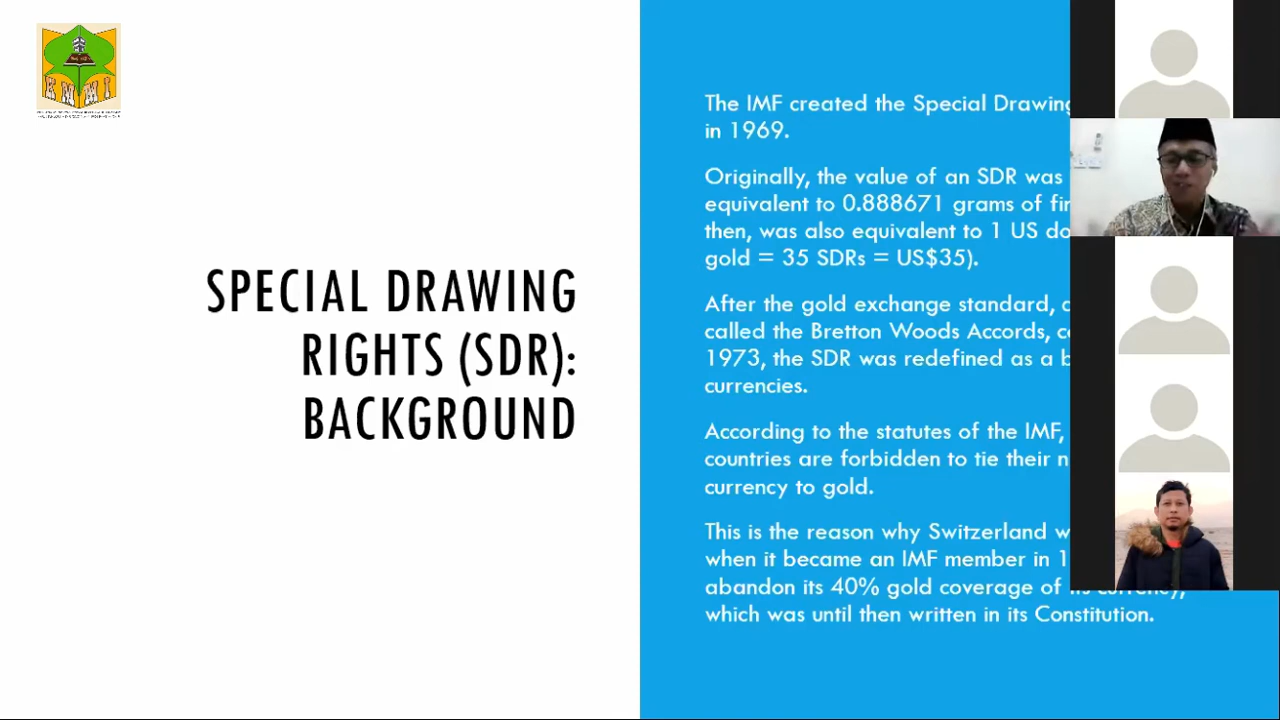 KMMI
SPECIAL DRAWING
RIGHTS (SDR):
BACKGROUND
The IMF created the Special Drawing
in 1969.
Originally, the value of an SDR was
equivalent to 0.888671 grams of
then, was also equivalent to 1 US
gold = 35 SDRs = US$35).
After the gold exchange standard,
called the Bretton Woods Accords,
1973, the SDR was redefined as a
currencies.
According to the statutes of the IMF,
countries are forbidden to tie their
currency to gold.
This is the reason why Switzerland
when it became an IMF member in
abandon its 40% gold coverage of its currency,
which was until then written in its Constitution.